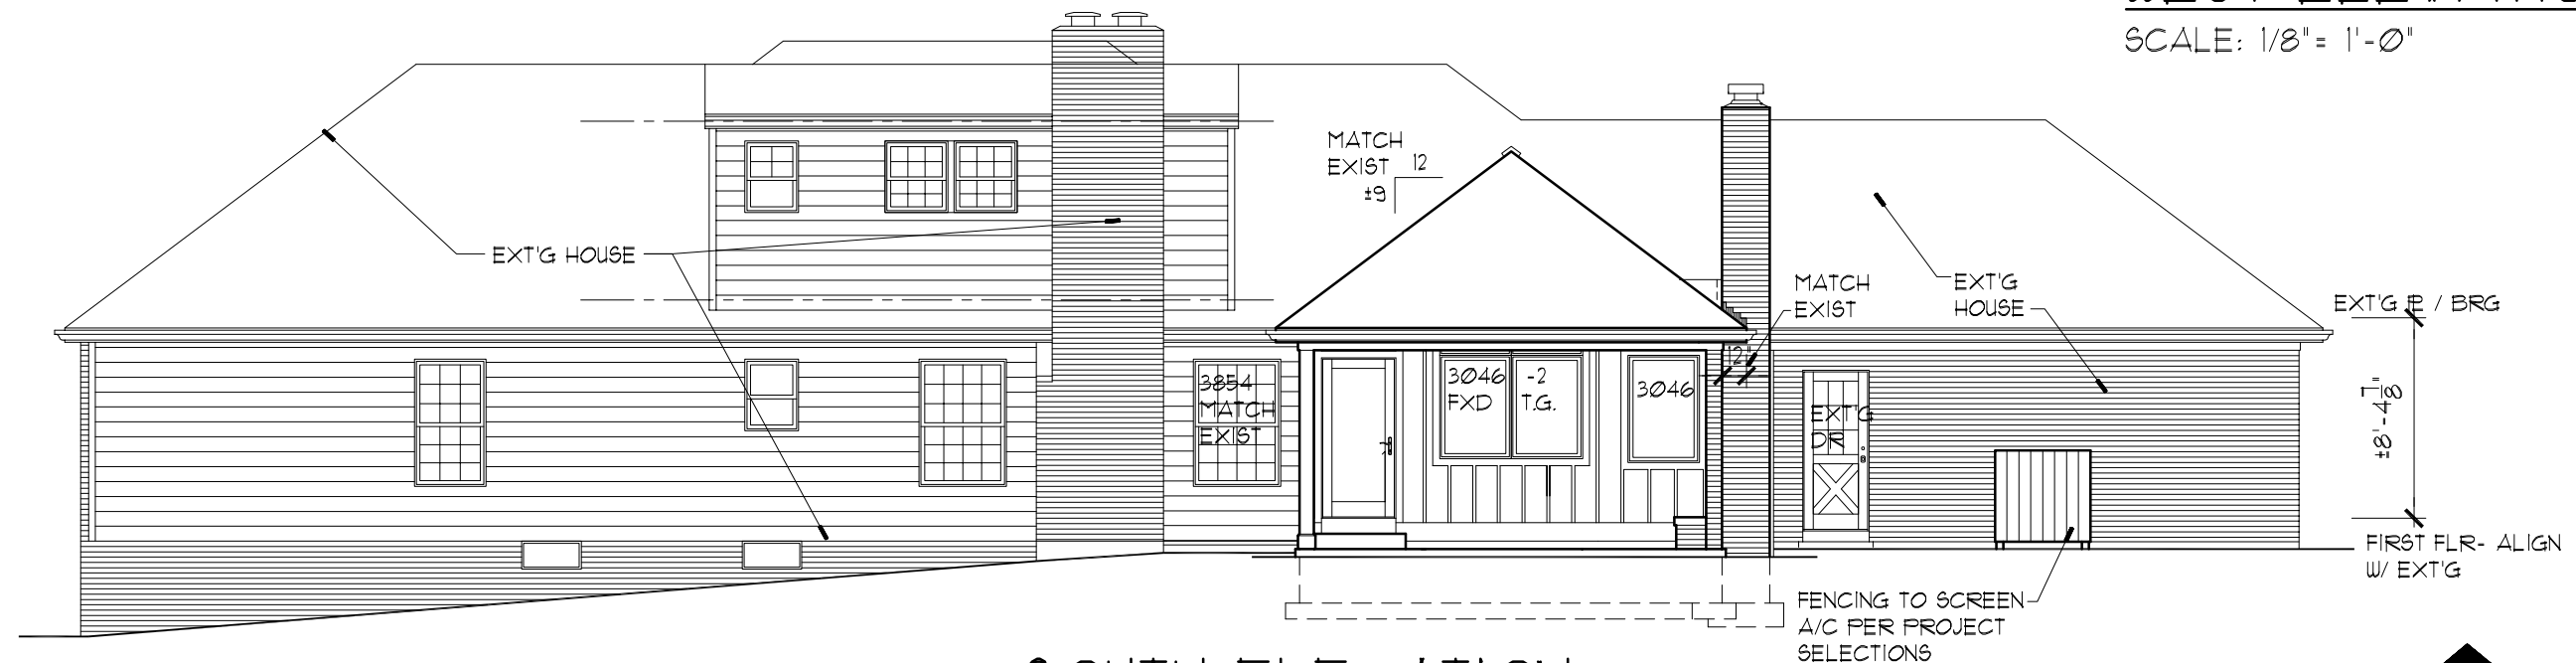 SCALE: 1/8"= 1'-0"
MATCH
EXIST
12
±9
EXT'G HOUSE
MATCH
EXIST
EXT'G
HOUSE
EXT'G PL / BRG
12"
3854
MATCH
EXIST
3046 -2
FXD T.G.
3046
EXT'G
DR
±8'-4 7/8"
FIRST FLR- ALIGN
W/ EXT'G
FENCING TO SCREEN
A/C PER PROJECT
SELECTIONS